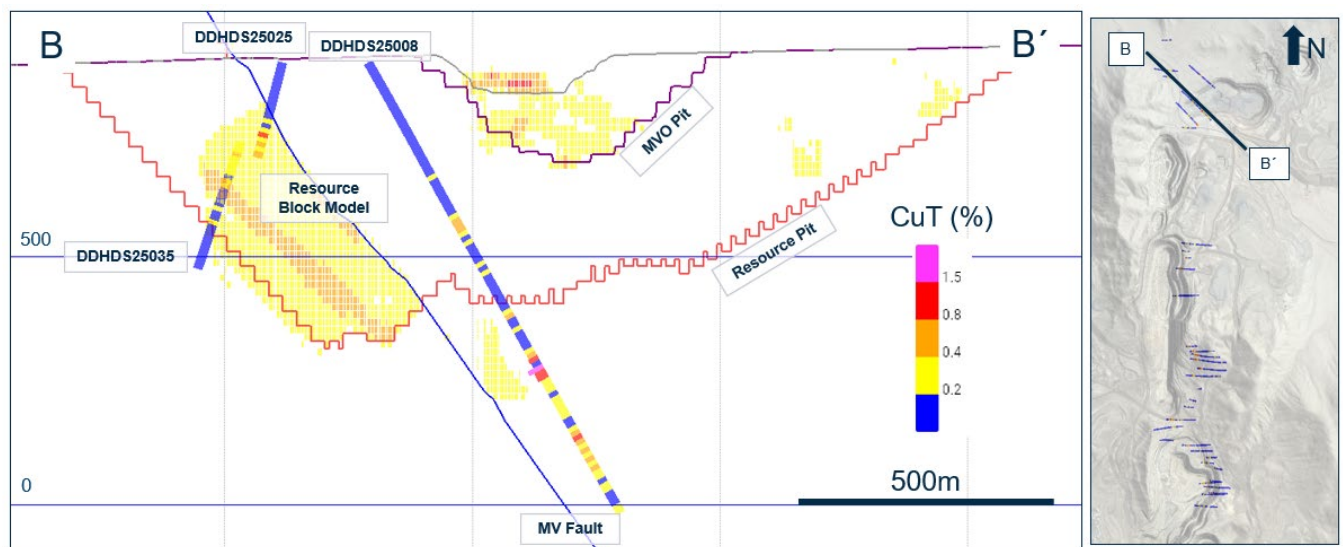 B
DDHDS25025
DDHDS25008
B´
N
B
B´
MVO Pit
Resource
Block Model
CuT (%)
500
DDHDS25035
Resource Pit
1.5
0.8
0.4
0.2
0
500m
MV Fault